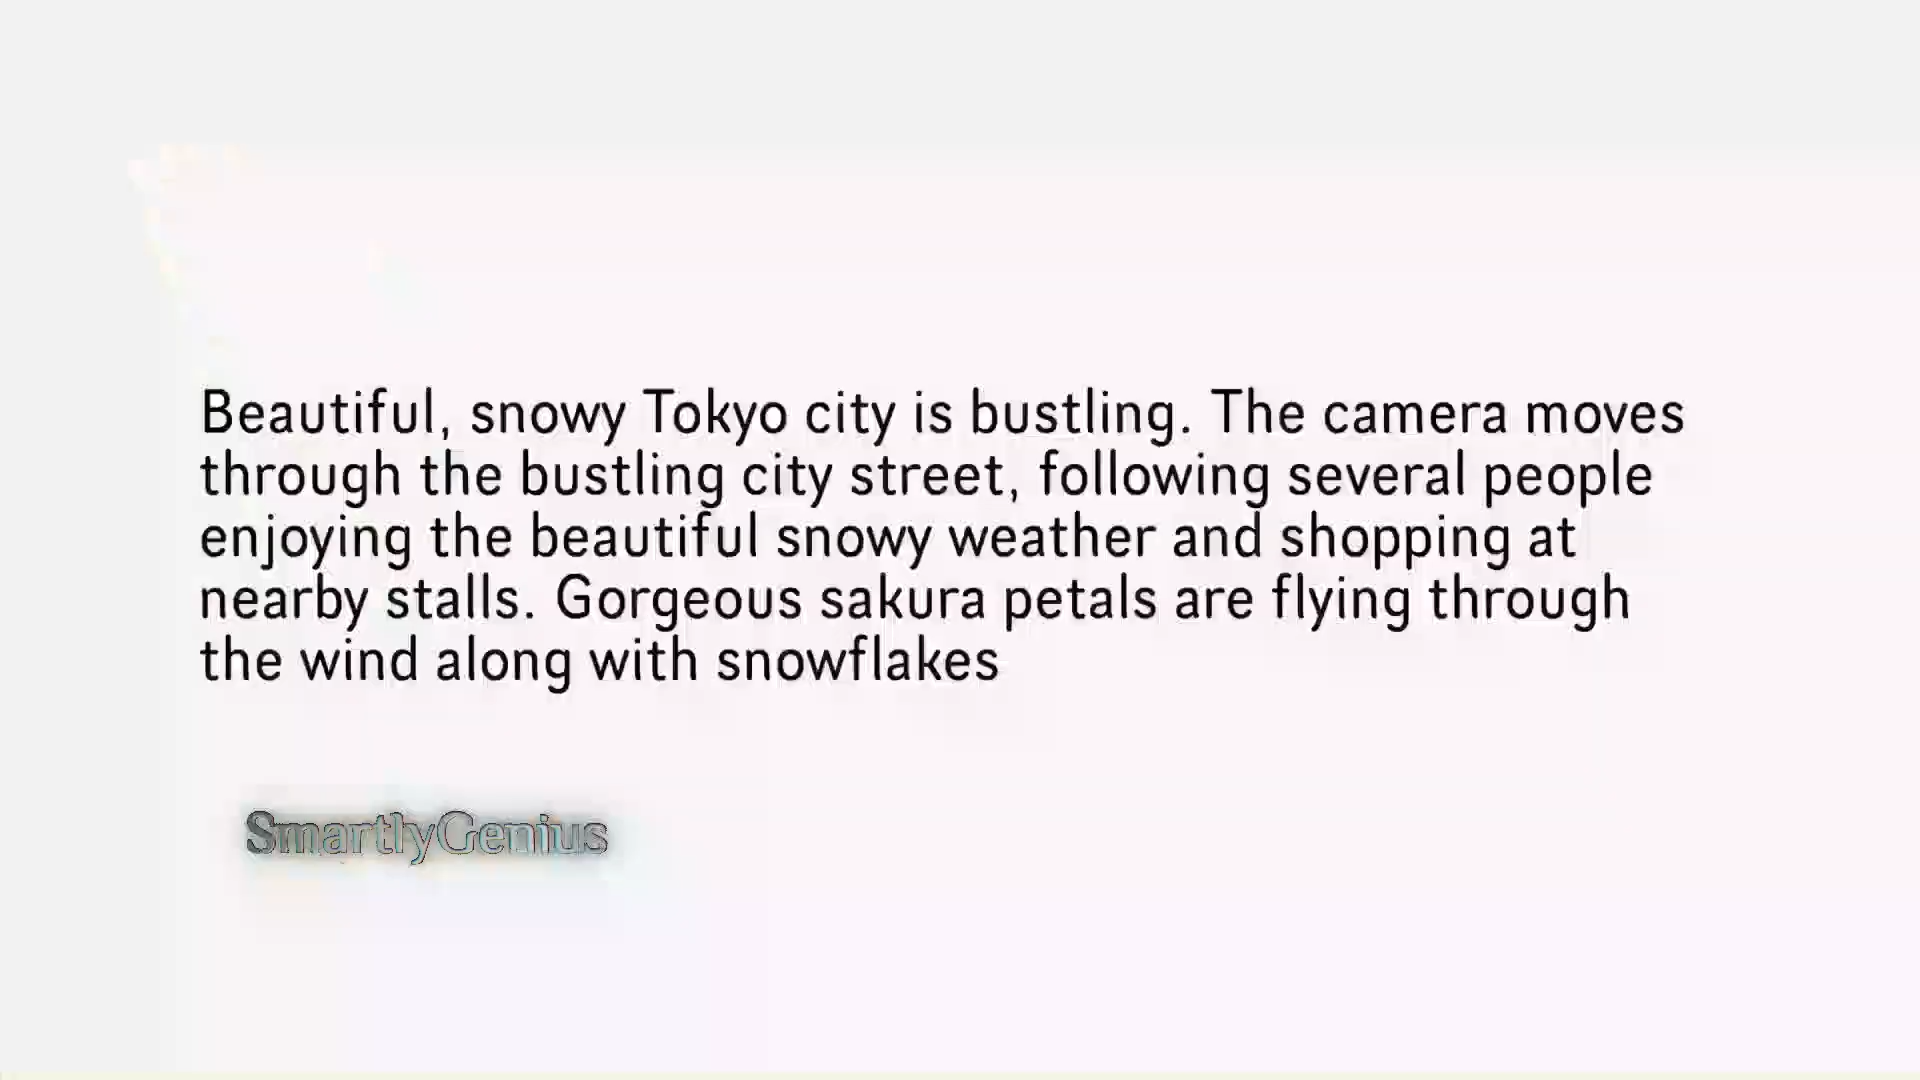 Beautiful, snowy Tokyo city is bustling. The camera moves
through the bustling city street, following several people
enjoying the beautiful snowy weather and shopping at
nearby stalls. Gorgeous sakura petals are flying through
the wind along with snowflakes
SmartlyGenius